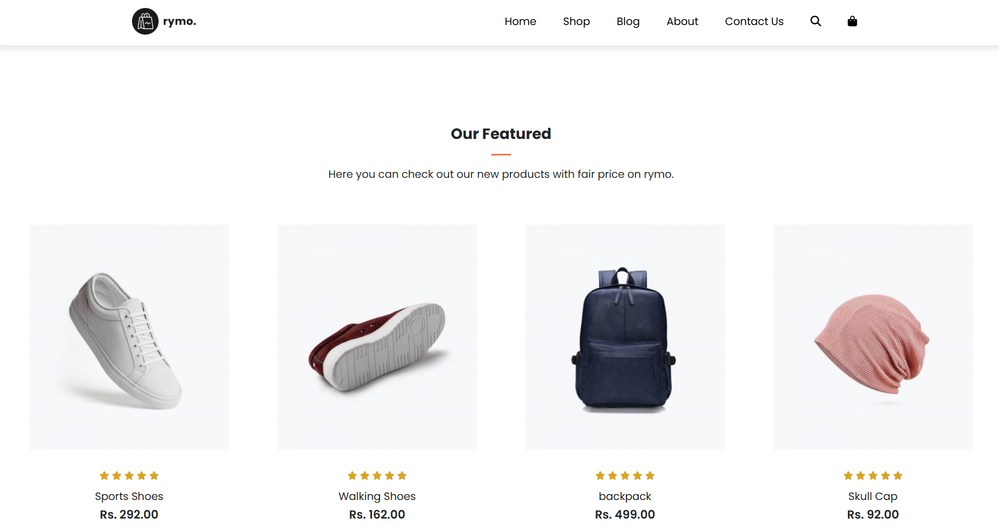 rymo.
Home Shop Blog About Contact Us
Our Featured
Here you can check out our new products with fair price on rymo.
Sports Shoes
Rs. 292.00
Walking Shoes
Rs. 162.00
backpack
Rs. 499.00
Skull Cap
Rs. 92.00